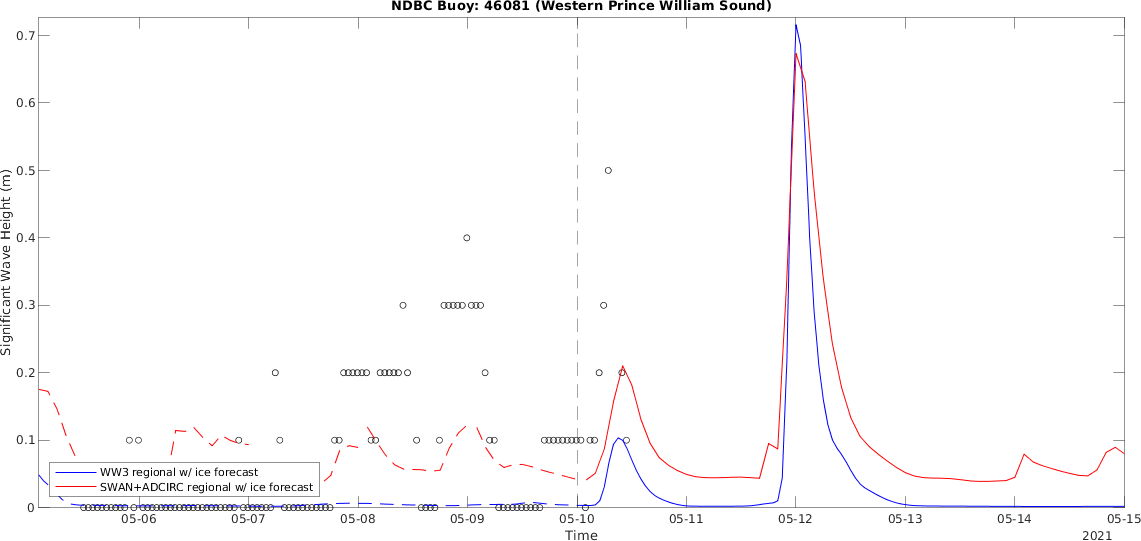 NDBC Buoy: 46081 (Western Prince William Sound)
0.7
0.6
0.5
0.4
0.3
0.2
0.1
0
Significant Wave Height (m)
WW3 regional w/ ice forecast
SWAN+ADCIRC regional w/ ice forecast
05-06 05-07 05-08 05-09 05-10 05-11 05-12 05-13 05-14 05-15
Time
2021